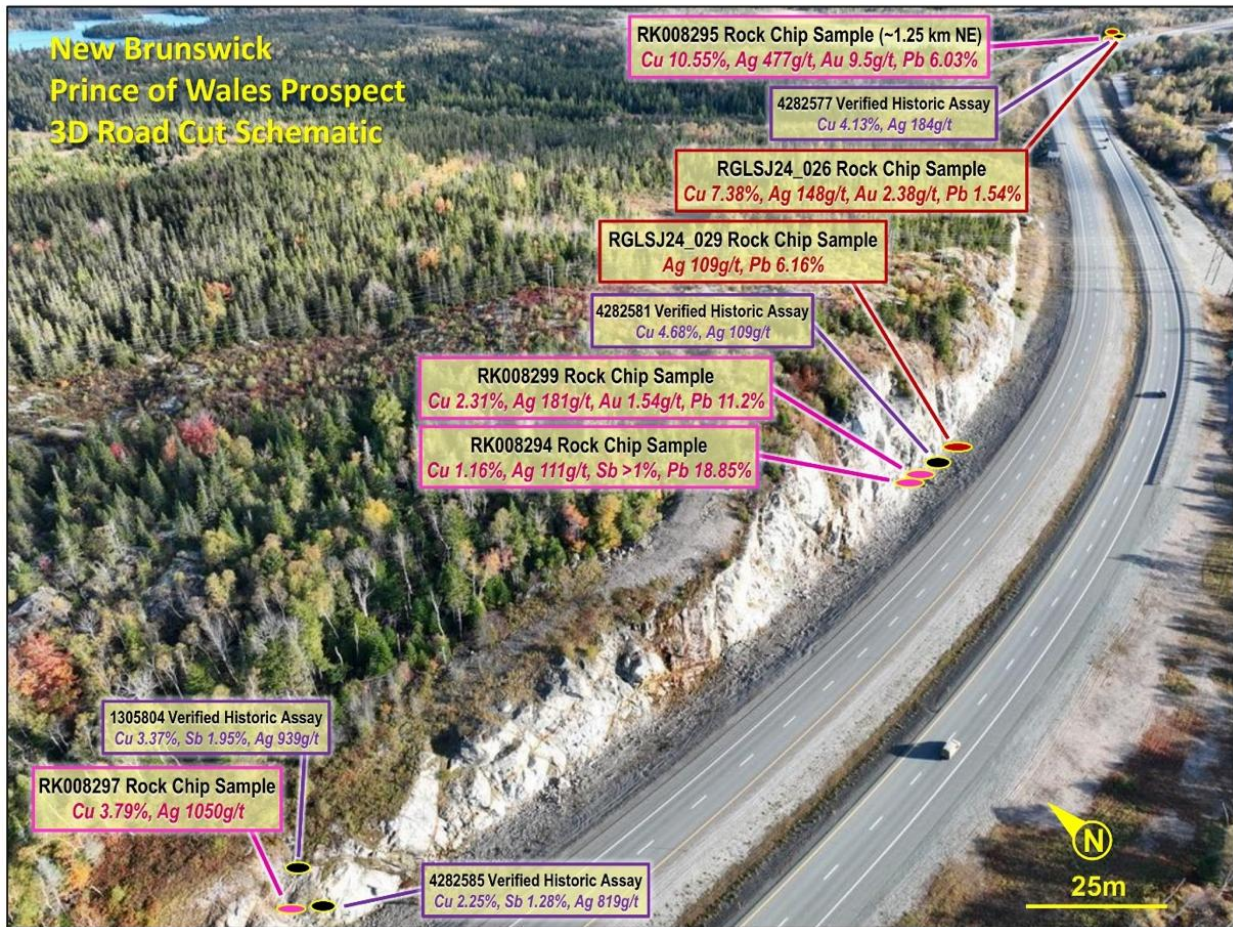 New Brunswick
Prince of Wales Prospect
3D Road Cut Schematic
RK008295 Rock Chip Sample (~1.25 km NE)
Cu 10.55%, Ag 477g/t, Au 9.5g/t, Pb 6.03%
4282577 Verified Historic Assay
Cu 4.13%, Ag 184g/t
RGLSJ24_026 Rock Chip Sample
Cu 7.38%, Ag 148g/t, Au 2.38g/t, Pb 1.54%
RGLSJ24_029 Rock Chip Sample
Ag 109g/t, Pb 6.16%
4282581 Verified Historic Assay
Cu 4.68%, Ag 109g/t
RK008299 Rock Chip Sample
Cu 2.31%, Ag 181g/t, Au 1.54g/t, Pb 11.2%
RK008294 Rock Chip Sample
Cu 1.16%, Ag 111g/t, Sb >1%, Pb 18.85%
1305804 Verified Historic Assay
Cu 3.37%, Sb 1.95%, Ag 939g/t
RK008297 Rock Chip Sample
Cu 3.79%, Ag 1050g/t
4282585 Verified Historic Assay
Cu 2.25%, Sb 1.28%, Ag 819g/t
N
25m